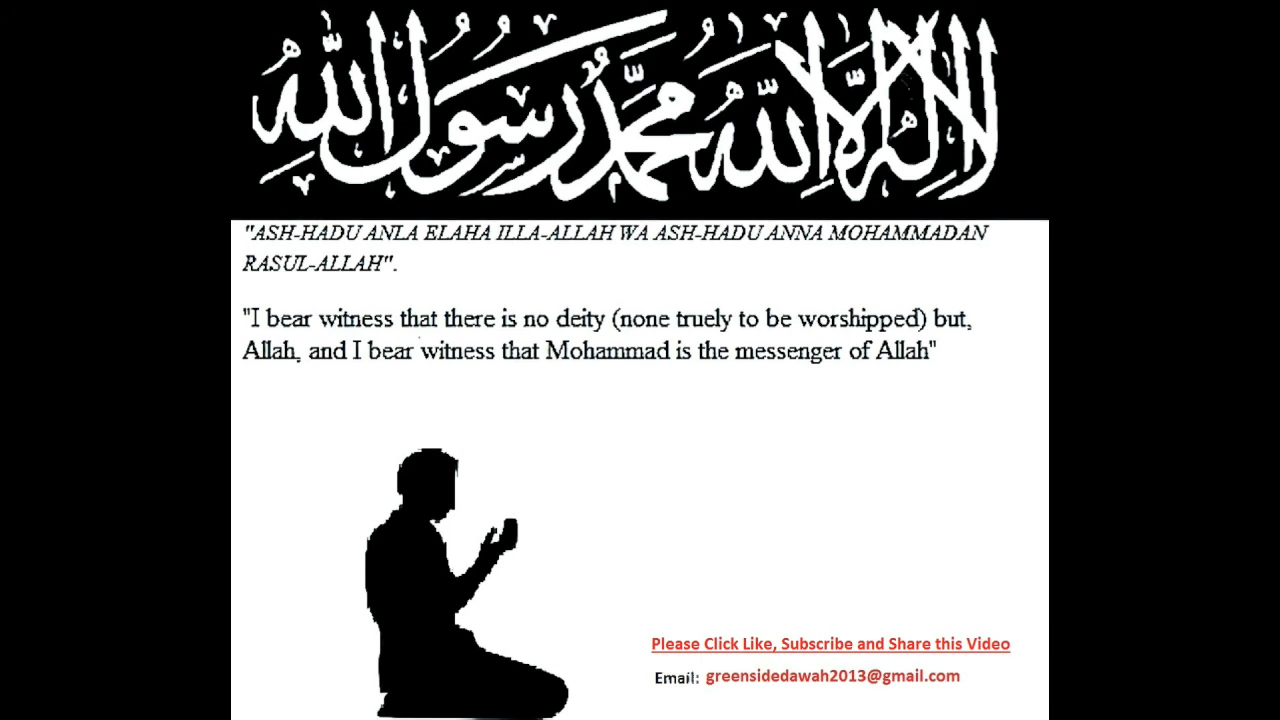 لا إله إلا الله محمد رسول الله
"ASH-HADU ANLA ELAHA ILLA-ALLAH WA ASH-HADU ANNA MOHAMMADAN
RASUL-ALLAH".
"I bear witness that there is no deity (none truely to be worshipped) but,
Allah, and I bear witness that Mohammad is the messenger of Allah"
Please Click Like, Subscribe and Share this Video
Email: greensidedawah2013@gmail.com